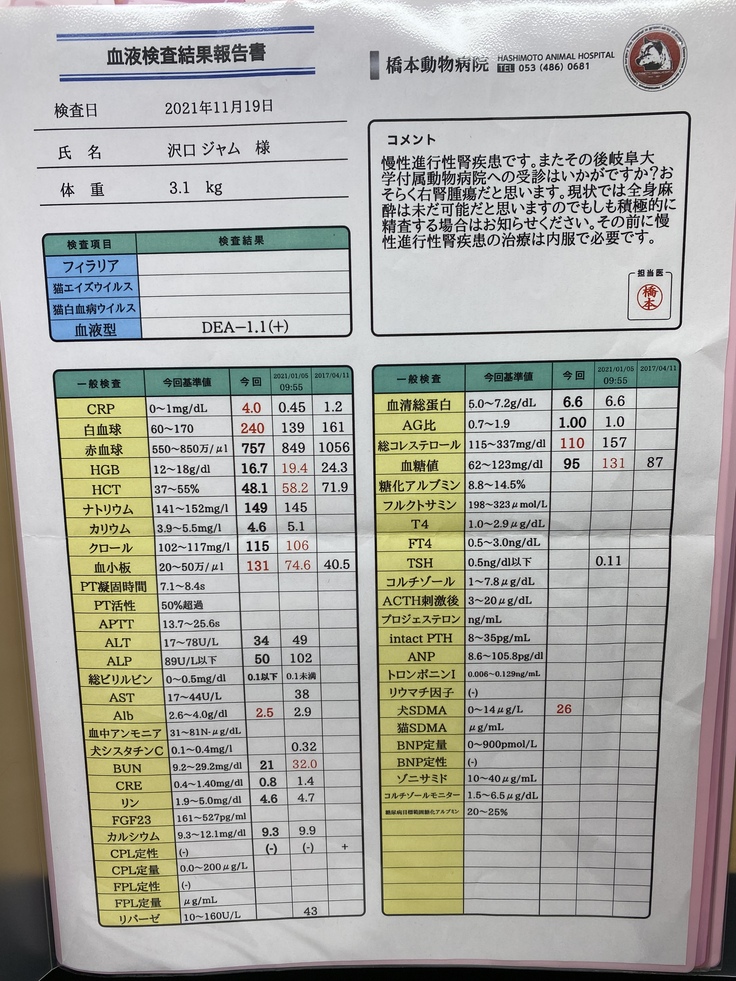 血液検査結果報告書
橋本動物病院 HASHIMOTO ANIMAL HOSPITAL
TEL 053 (486) 0681
検査日 2021年11月19日
氏 名 沢口 ジャム 様
体 重 3.1 kg
コメント
慢性進行性腎疾患です。またその後岐阜大
学付属動物病院への受診はいかがですか?お
そらく右腎腫瘍だと思います。現状では全身麻
酔は未だ可能だと思いますのでもしも積極的に
精査する場合はお知らせください。その前に慢
性進行性腎疾患の治療は内服で必要です。
担当医
橋本
検査項目 検査結果
フィラリア
猫エイズウイルス
猫白血病ウイルス
血液型 DEA-1.1(+)
一般検査 今回基準値 今 回 2021/01/05 09:55 2017/04/11
CRP 0〜1mg/dL 4.0 0.45 1.2
白血球 60〜170 240 139 161
赤血球 550〜850万/μl 757 849 1056
HGB 12〜18g/dl 16.7 19.4 24.3
HCT 37〜55% 48.1 58.2 71.9
ナトリウム 141〜152mg/l 149 145
カリウム 3.9〜5.5mg/l 4.6 5.1
クロール 102〜117mg/l 115 106
血小板 20〜50万/μl 131 74.6 40.5
PT凝固時間 7.1〜8.4s
PT活性 50%超過
APTT 13.7〜25.6s
ALT 17〜78U/L 34 49
ALP 89U/L以下 50 102
総ビリルビン 0〜0.5mg/dl 0.1以下 0.1未満
AST 17〜44U/L 38
Alb 2.6〜4.0g/dl 2.5 2.9
血中アンモニア 31〜81N-μg/dL
犬シスタチンC 0.1〜0.4mg/l 0.32
BUN 9.2〜29.2mg/dl 21 32.0
CRE 0.4〜1.40mg/dl 0.8 1.4
リン 1.9〜5.0mg/dl 4.6 4.7
FGF23 161〜527pg/ml
カルシウム 9.3〜12.1mg/dl 9.3 9.9
CPL定性 (-) (-) (-) +
CPL定量 0.0〜200μg/L
FPL定性 (-)
FPL定量 μg/mL
リパーゼ 10〜160U/L 43
一般検査 今回基準値 今 回 2021/01/05 09:55 2017/04/11
血清総蛋白 5.0〜7.2g/dL 6.6 6.6
AG比 0.7〜1.9 1.00 1.0
総コレステロール 115〜337mg/dl 110 157
血糖値 62〜123mg/dl 95 131 87
糖化アルブミン 8.8〜14.5%
フルクトサミン 198〜323μmol/L
T4 1.0〜2.9μg/dL
FT4 0.5〜3.0ng/dL
TSH 0.5ng/dl以下 0.11
コルチゾール 1〜7.8μg/dL
ACTH刺激後 3〜20μg/dL
プロジェステロン ng/mL
intact PTH 8〜35pg/mL
ANP 8.6〜105.8pg/dl
トロンボニンI 0.006〜0.129ng/mL
リウマチ因子 (-)
犬SDMA 0〜14μg/L 26
猫SDMA μg/mL
BNP定量 0〜900pmol/L
BNP定性 (-)
ゾニサミド 10〜40μg/mL
コルチゾールモニター 1.5〜6.5μg/dL
糖尿病目標範囲糖化アルブミン 20〜25%